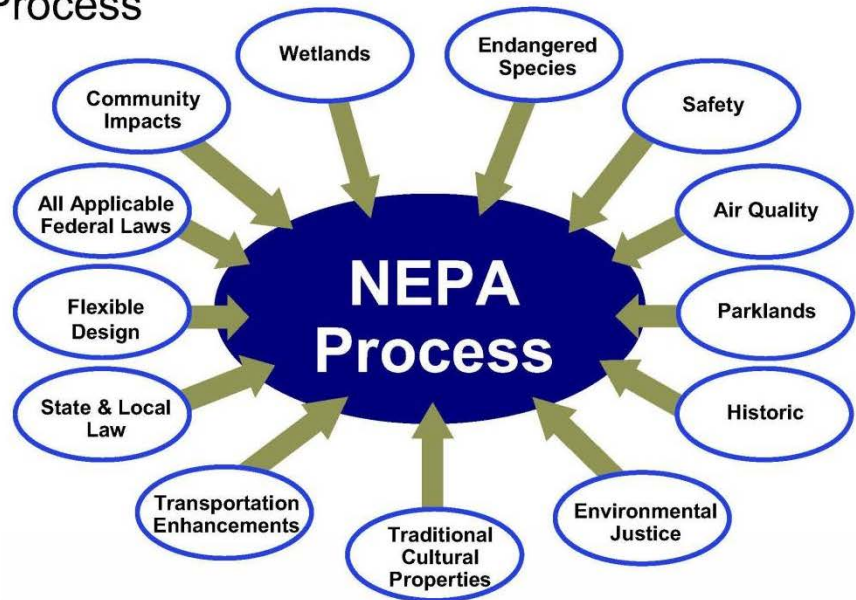 Process
Wetlands
Endangered
Species
Community
Impacts
Safety
All Applicable
Federal Laws
Air Quality
NEPA
Process
Flexible
Design
Parklands
State & Local
Law
Historic
Transportation
Enhancements
Traditional
Cultural
Properties
Environmental
Justice